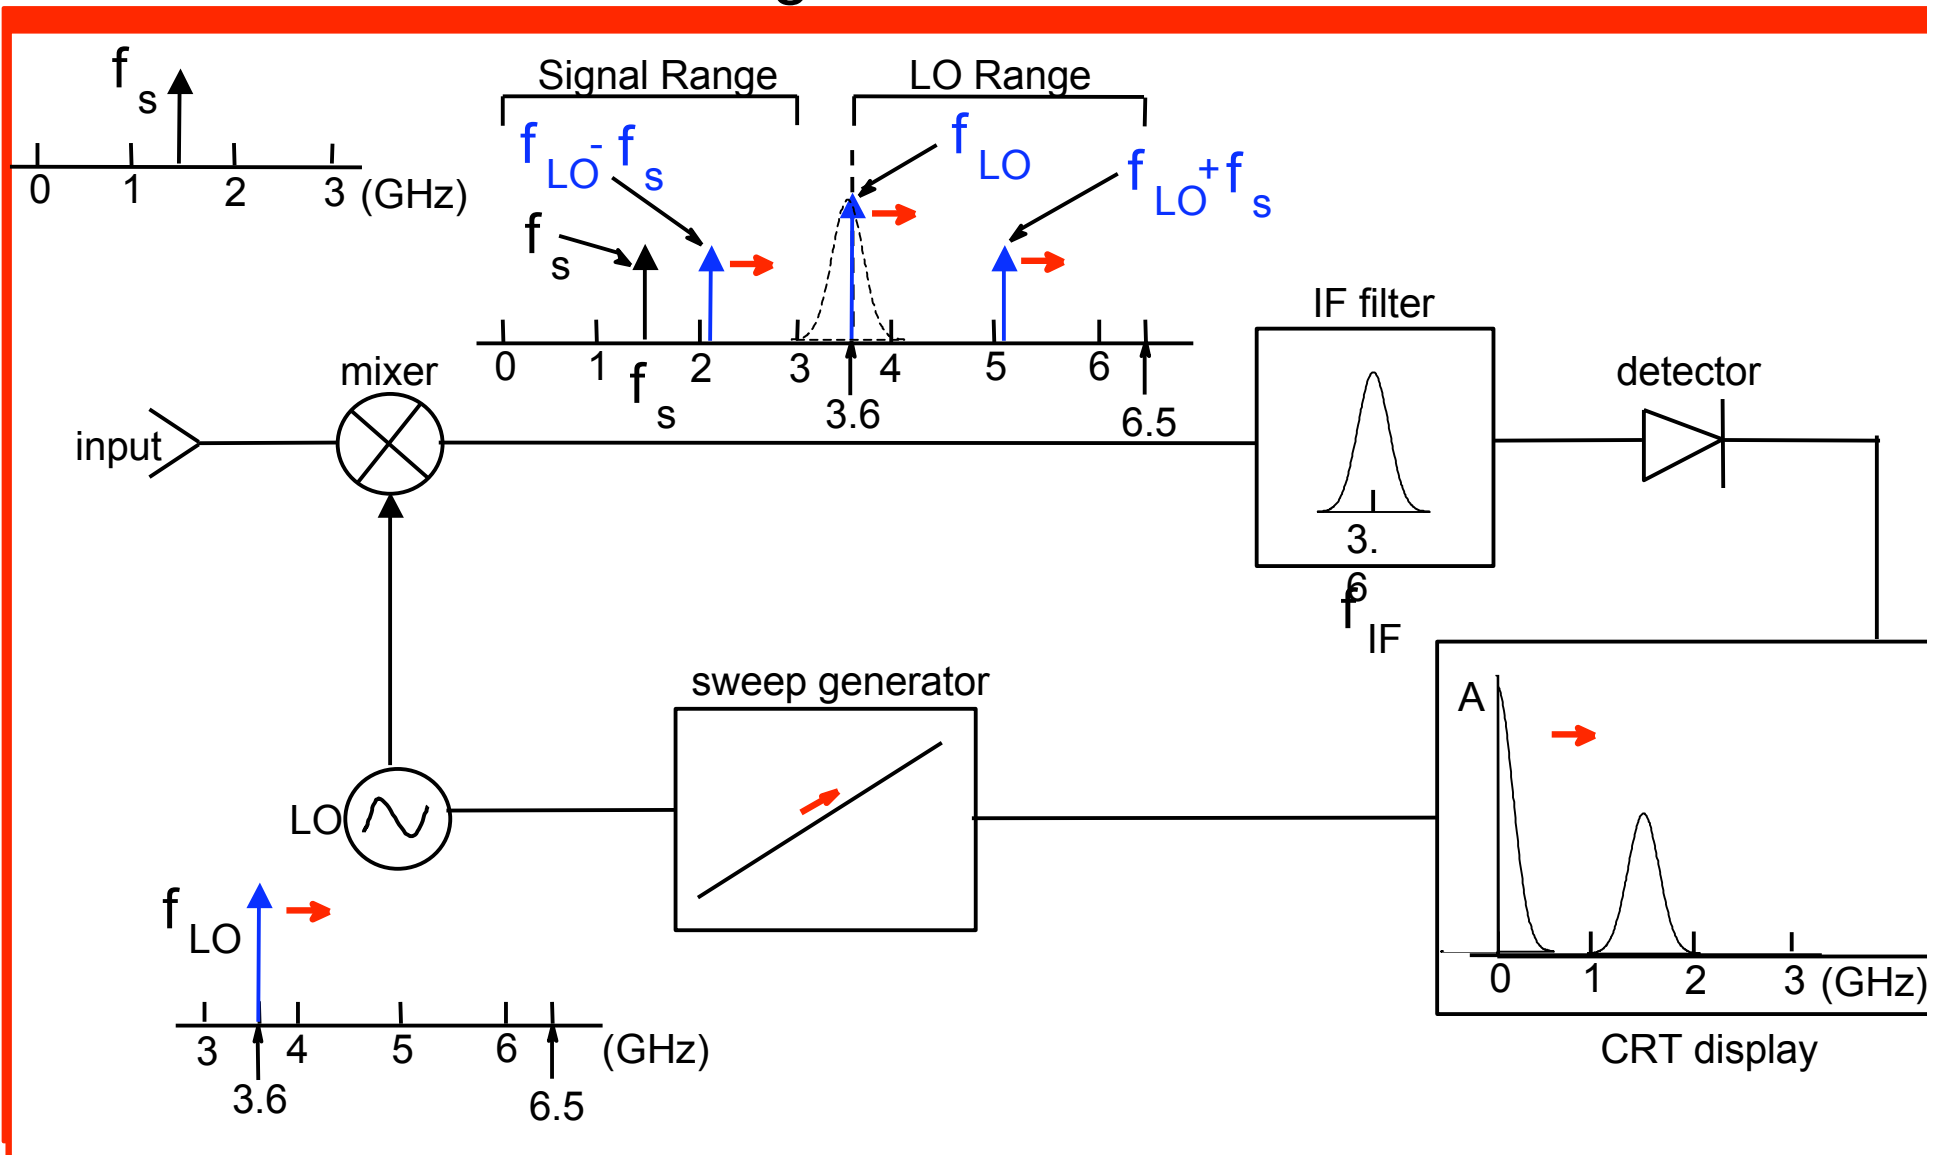 f s
0 1 2 3 (GHz)
Signal Range
LO Range
f LO - f s
f LO
f LO + f s
f s
0 1 2 3 4 5 6
f s
3.6
6.5
IF filter
3.
6
f IF
detector
mixer
input
sweep generator
LO
f LO
3 4 5 6 (GHz)
3.6
6.5
A
0 1 2 3 (GHz)
CRT display